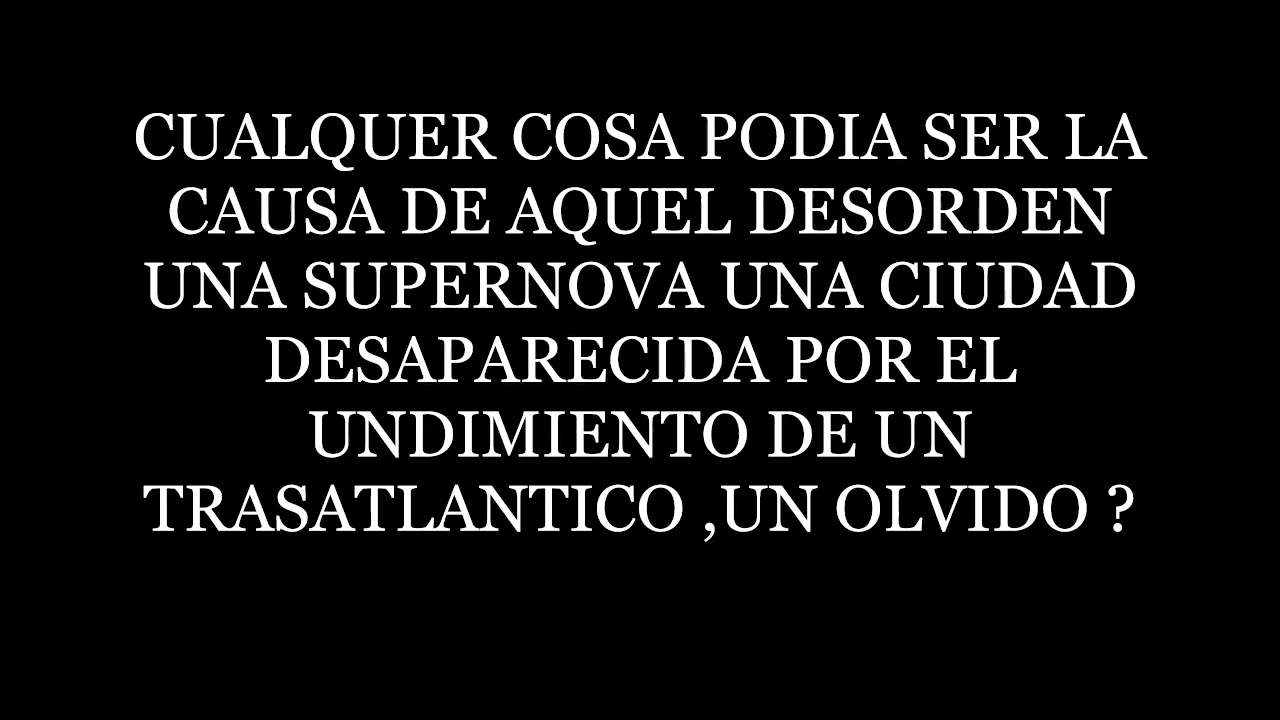 CUALQUER COSA PODIA SER LA
CAUSA DE AQUEL DESORDEN
UNA SUPERNOVA UNA CIUDAD
DESAPARECIDA POR EL
UNDIMIENTO DE UN
TRASATLANTICO ,UN OLVIDO ?